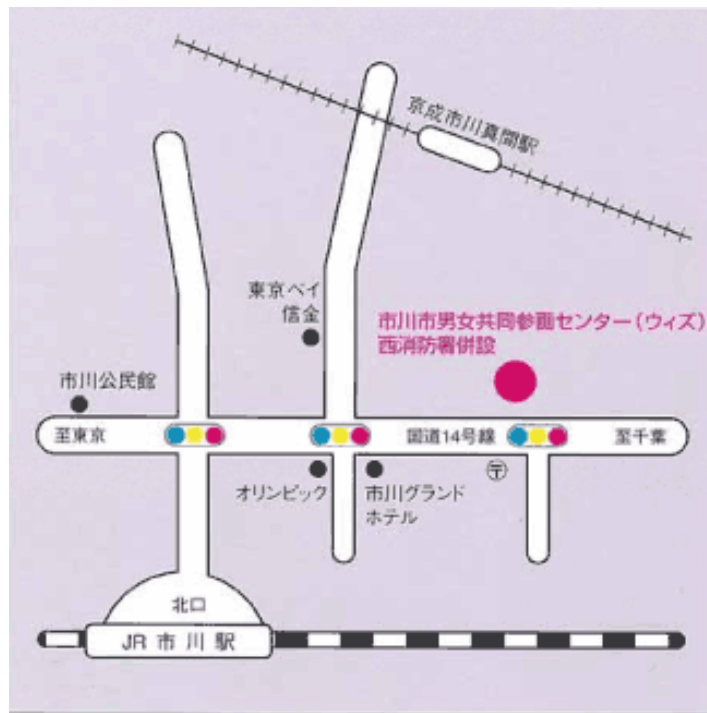 京成市川真間駅
東京ベイ
信金
市川市男女共同参画センター(ウィズ)
西消防署併設
市川公民館
至東京
国道14号線
至千葉
オリンピック
市川グランド
ホテル
〒
北口
JR市川駅